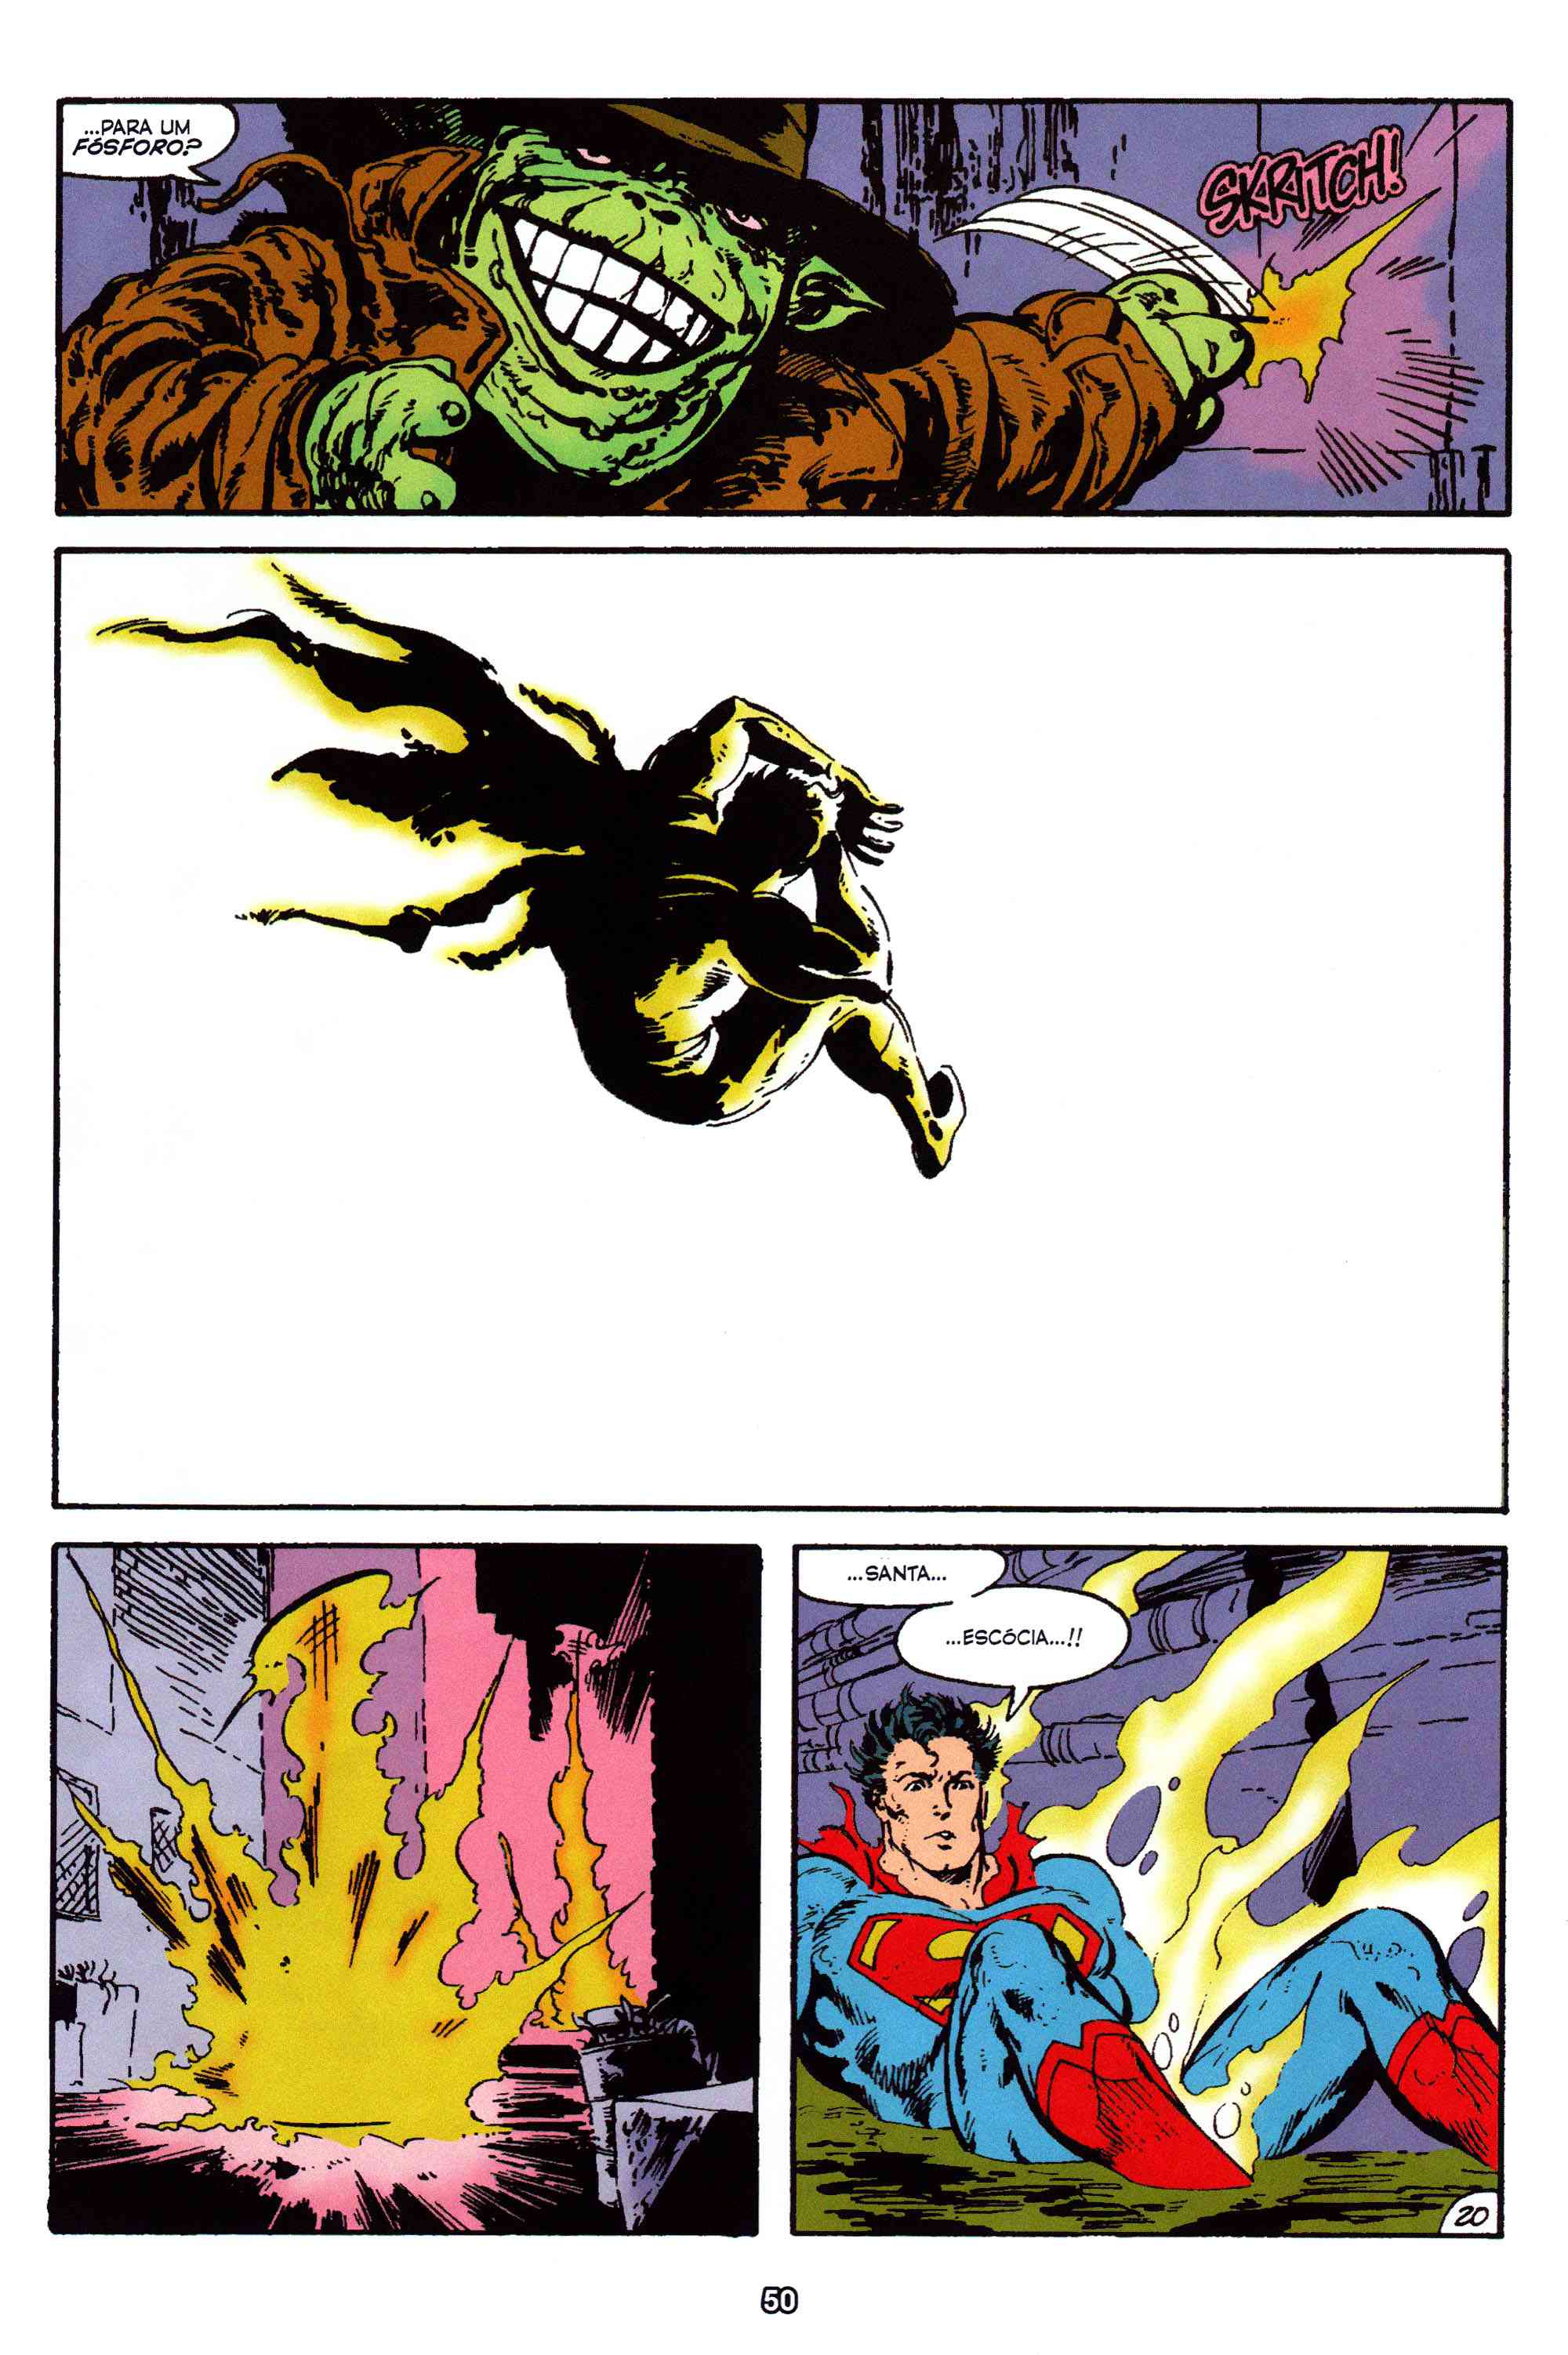 ...PARA UM
FÓSFORO?
SKRITCH!
...SANTA...
...ESCÓCIA...!!
20
50